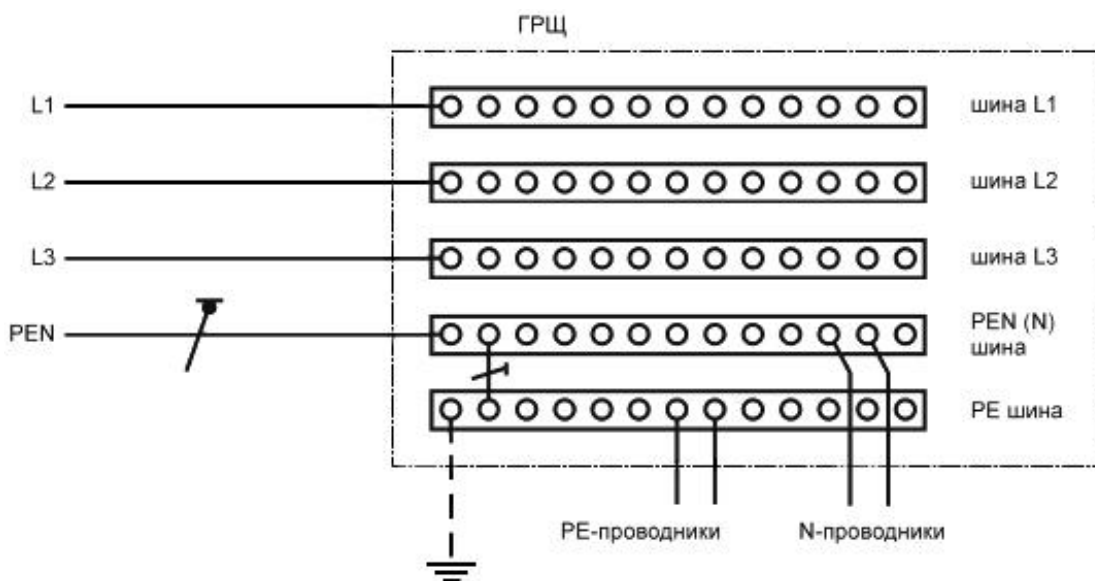 ГРЩ
L1
шина L1
L2
шина L2
L3
шина L3
PEN
PEN (N)
шина
PE шина
PE-проводники
N-проводники